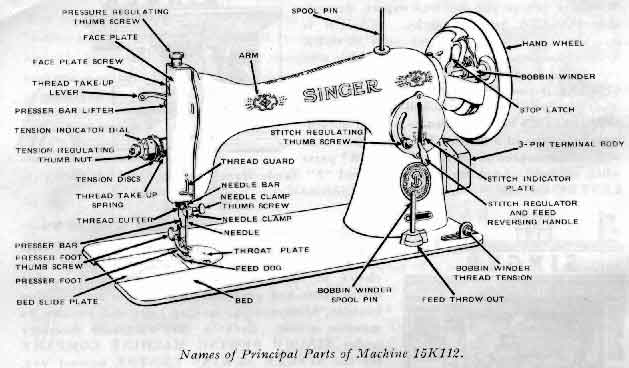 PRESSURE REGULATING
THUMB SCREW
FACE PLATE
FACE PLATE SCREW
THREAD TAKE-UP
LEVER
PRESSER BAR LIFTER
TENSION INDICATOR DIAL
TENSION REGULATING
THUMB NUT
TENSION DISCS
THREAD TAKE UP
SPRING
THREAD CUTTER
PRESSER BAR
PRESSER FOOT
THUMB SCREW
PRESSER FOOT
BED SLIDE PLATE
SPOOL PIN
ARM
SINGER
STITCH REGULATING
THUMB SCREW
THREAD GUARD
NEEDLE BAR
NEEDLE CLAMP
THUMB SCREW
NEEDLE CLAMP
NEEDLE
THROAT PLATE
FEED DOG
BED
BOBBIN WINDER
SPOOL PIN
HAND WHEEL
BOBBIN WINDER
STOP LATCH
3-PIN TERMINAL BODY
STITCH INDICATOR
PLATE
STITCH REGULATOR
AND FEED
REVERSING HANDLE
BOBBIN WINDER
THREAD TENSION
FEED THROW OUT
Names of Principal Parts of Machine 15K112.